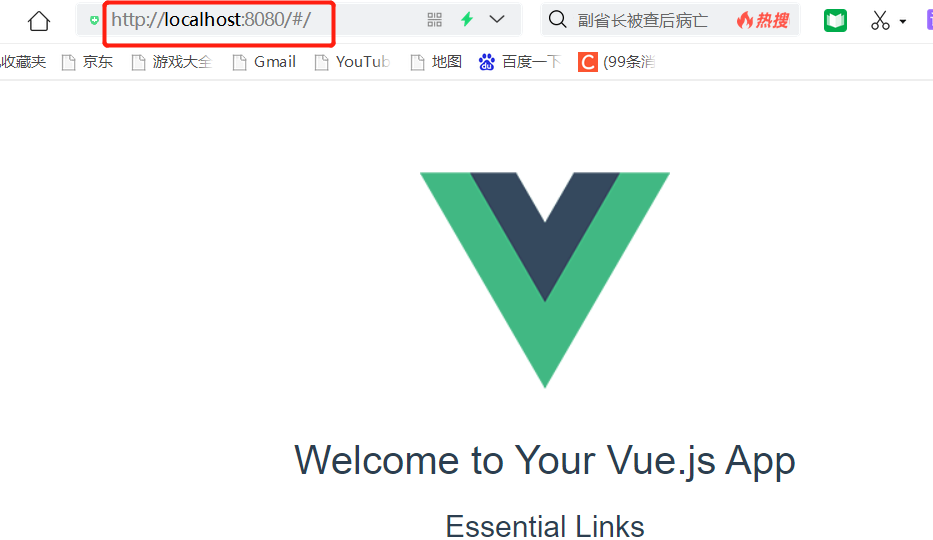 http://localhost:8080/#/
副省长被查后病亡 热搜
收藏夹 京东 游戏大全 Gmail YouTub 地图 百度一下 C (99条消
Welcome to Your Vue.js App
Essential Links